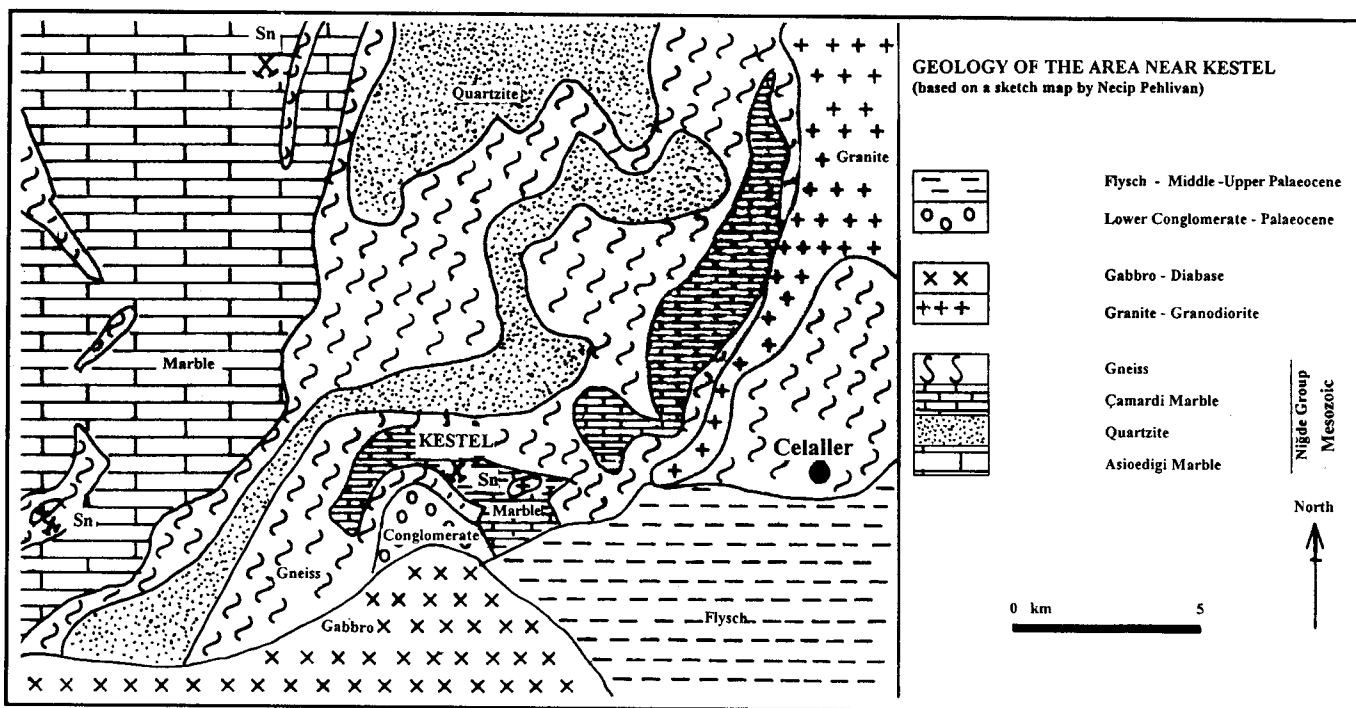 Sn
Quartzite
Granite
Marble
KESTEL
Celaller
Sn
Sn
Marble
Conglomerate
Gneiss
Gabbro
Flysch
GEOLOGY OF THE AREA NEAR KESTEL
(based on a sketch map by Necip Pehlivan)
Flysch - Middle -Upper Palaeocene
Lower Conglomerate - Palaeocene
Gabbro - Diabase
Granite - Granodiorite
Gneiss
Çamardi Marble
Quartzite
Asioedigi Marble
Niğde Group
Mesozoic
North
0 km 5